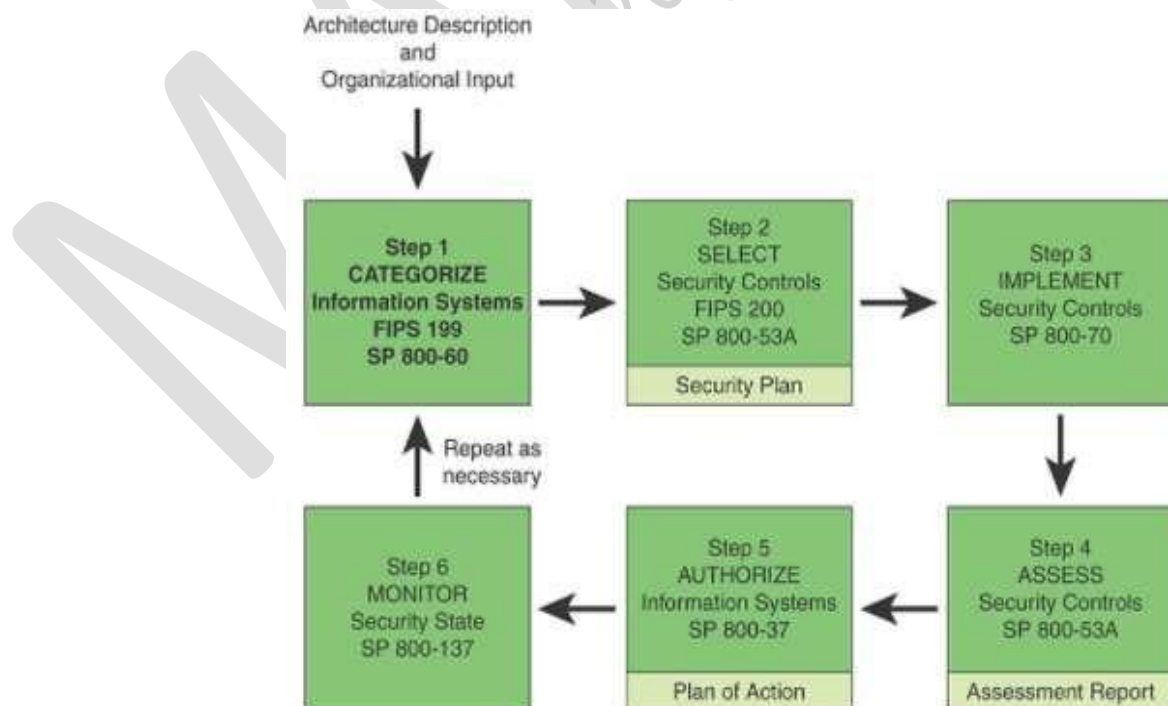 Architecture Description
and
Organizational Input
Step 1
CATEGORIZE
Information Systems
FIPS 199
SP 800-60
Step 2
SELECT
Security Controls
FIPS 200
SP 800-53A
Security Plan
Step 3
IMPLEMENT
Security Controls
SP 800-70
Repeat as
necessary
Step 6
MONITOR
Security State
SP 800-137
Step 5
AUTHORIZE
Information Systems
SP 800-37
Plan of Action
Step 4
ASSESS
Security Controls
SP 800-53A
Assessment Report